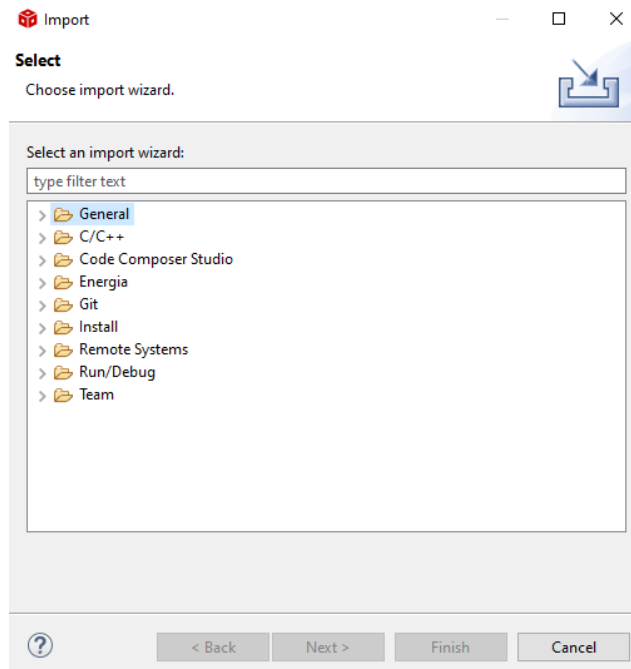 Import
Select
Choose import wizard.
Select an import wizard:
type filter text
General
C/C++
Code Composer Studio
Energia
Git
Install
Remote Systems
Run/Debug
Team
?
< Back
Next >
Finish
Cancel